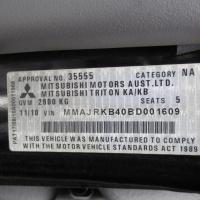 APPROVAL NO. 35555 CATEGORY NA
MITSUBISHI MOTORS AUST.LTD.
MITSUBISHI TRITON KA/KB
GVM 2900 KG SEATS 5
11/10 VIN MMAJRKB40BD001609
THIS VEHICLE WAS MANUFACTURED TO COMPLY
WITH THE MOTOR VEHICLE STANDARDS ACT 1989